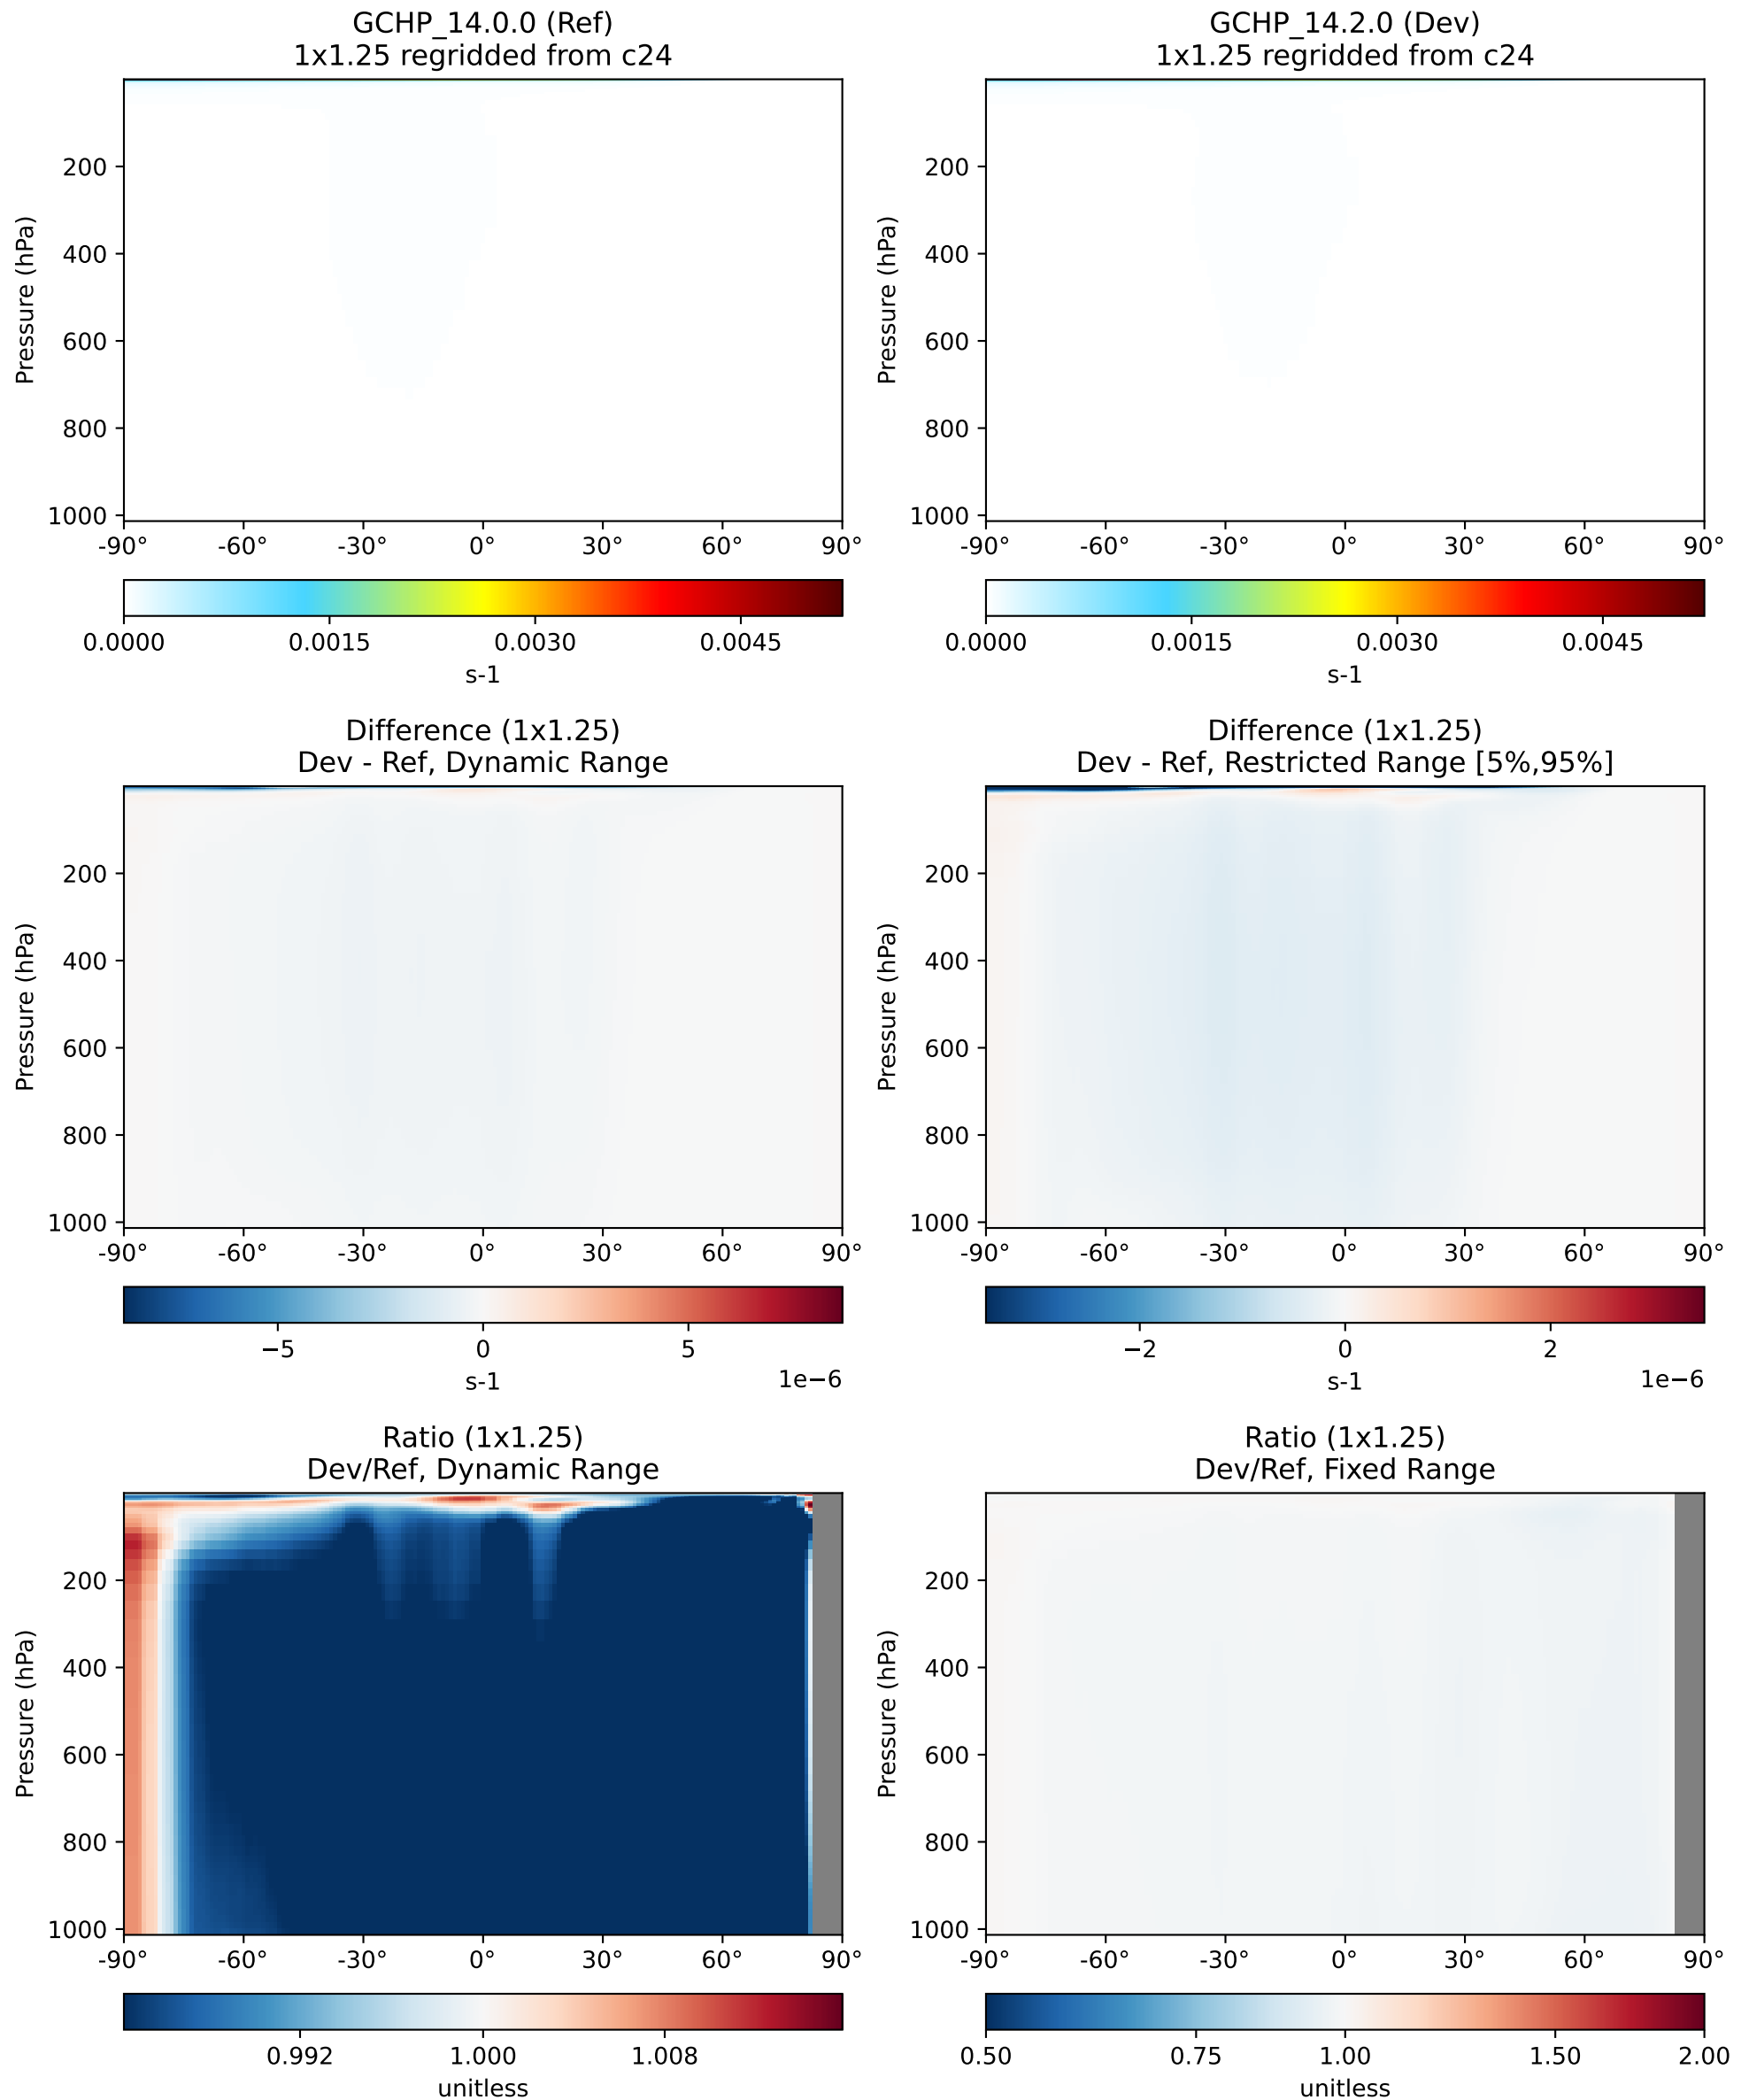 GCHP_14.0.0 (Ref)
1x1.25 regridded from c24
Pressure (hPa)
200
400
600
800
1000
-90° -60° -30° 0° 30° 60° 90°
0.0000 0.0015 0.0030 0.0045
s-1
GCHP_14.2.0 (Dev)
1x1.25 regridded from c24
Pressure (hPa)
200
400
600
800
1000
-90° -60° -30° 0° 30° 60° 90°
0.0000 0.0015 0.0030 0.0045
s-1
Difference (1x1.25)
Dev - Ref, Dynamic Range
Pressure (hPa)
200
400
600
800
1000
-90° -60° -30° 0° 30° 60° 90°
−5 0 5
s-1 1e−6
Difference (1x1.25)
Dev - Ref, Restricted Range [5%,95%]
Pressure (hPa)
200
400
600
800
1000
-90° -60° -30° 0° 30° 60° 90°
−2 0 2
s-1 1e−6
Ratio (1x1.25)
Dev/Ref, Dynamic Range
Pressure (hPa)
200
400
600
800
1000
-90° -60° -30° 0° 30° 60° 90°
0.992 1.000 1.008
unitless
Ratio (1x1.25)
Dev/Ref, Fixed Range
Pressure (hPa)
200
400
600
800
1000
-90° -60° -30° 0° 30° 60° 90°
0.50 0.75 1.00 1.50 2.00
unitless